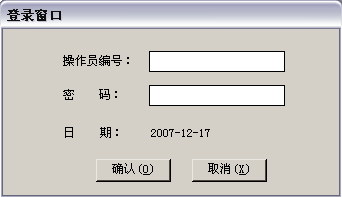 登录窗口
操作员编号：
密　　码：
日　　期： 2007-12-17
确认(O) 取消(X)